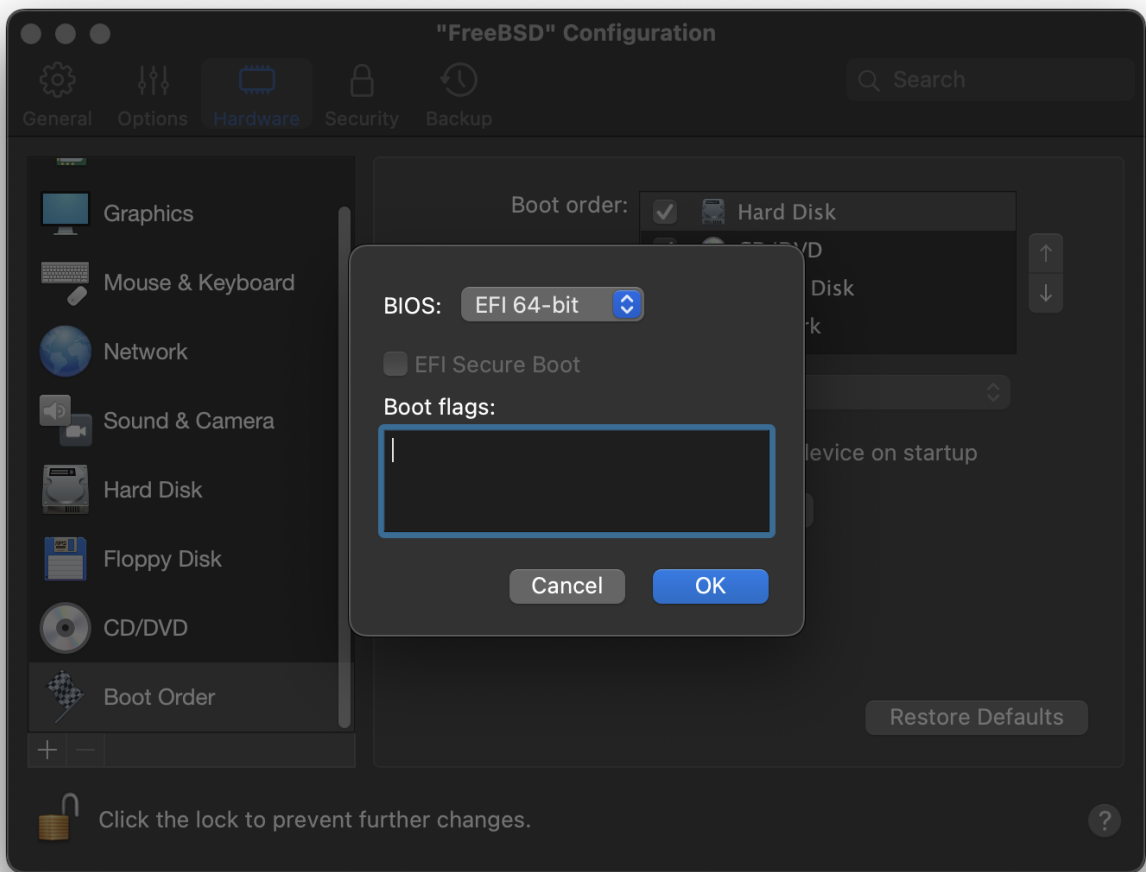 "FreeBSD" Configuration
General
Options
Hardware
Security
Backup
Search
Graphics
Mouse & Keyboard
Network
Sound & Camera
Hard Disk
Floppy Disk
CD/DVD
Boot Order
Boot order:
Hard Disk
CD/DVD
Disk
BIOS:
EFI 64-bit
EFI Secure Boot
Boot flags:
Cancel
OK
on startup
Restore Defaults
Click the lock to prevent further changes.
?